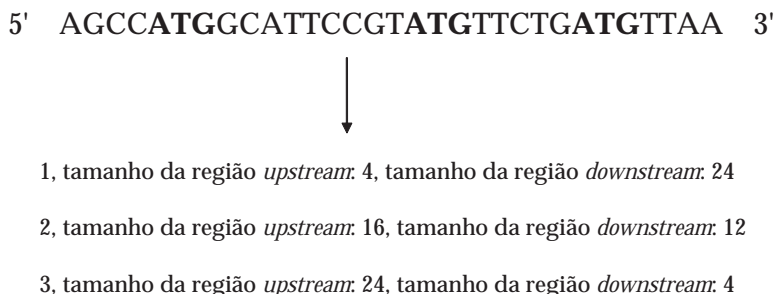 5' AGCCATGGCATTCCGTATGTTCTGATGTTAA 3'
1, tamanho da região upstream: 4, tamanho da região downstream: 24
2, tamanho da região upstream: 16, tamanho da região downstream: 12
3, tamanho da região upstream: 24, tamanho da região downstream: 4